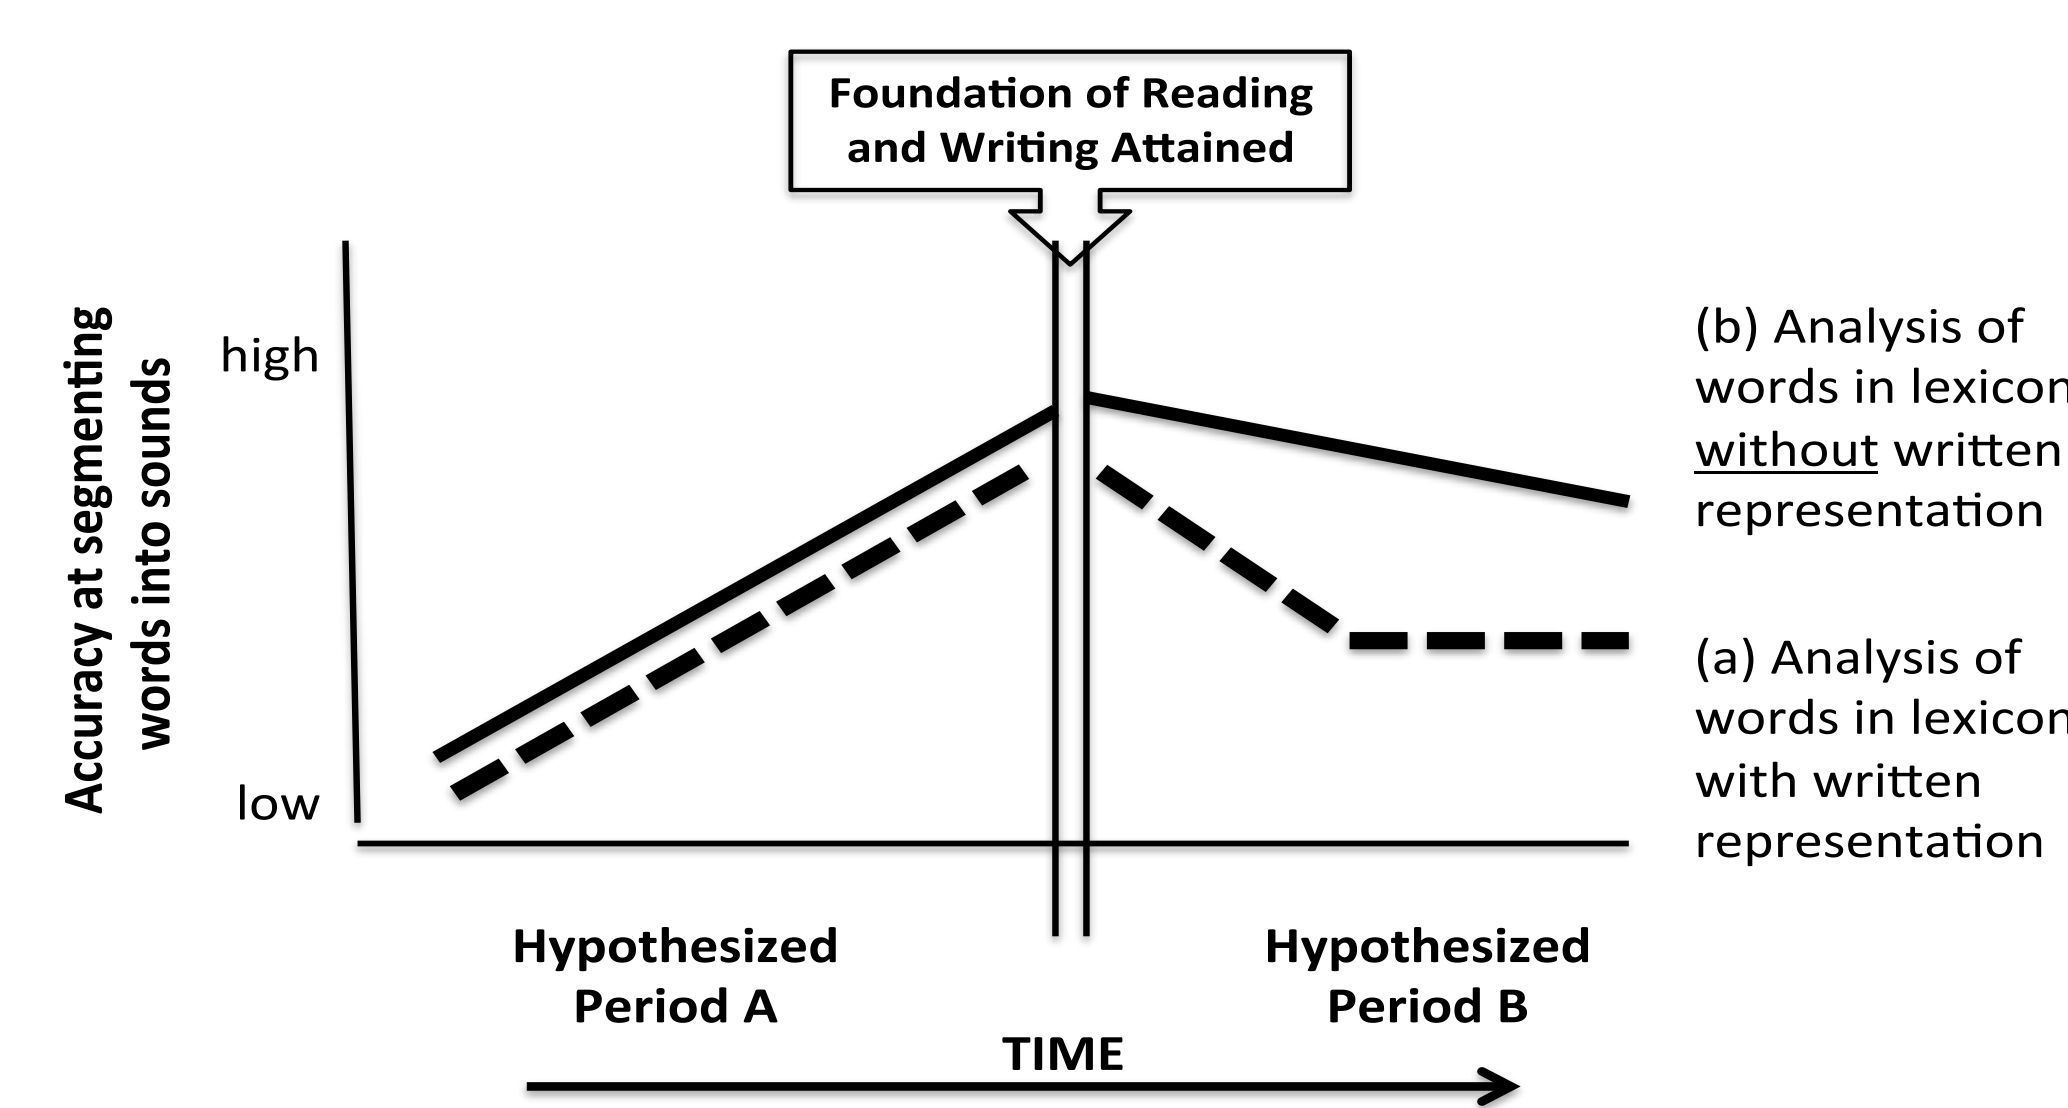 Foundation of Reading
and Writing Attained
Accuracy at segmenting
words into sounds
high
low
(b) Analysis of
words in lexicon
without written
representation
(a) Analysis of
words in lexicon
with written
representation
Hypothesized
Period A
Hypothesized
Period B
TIME